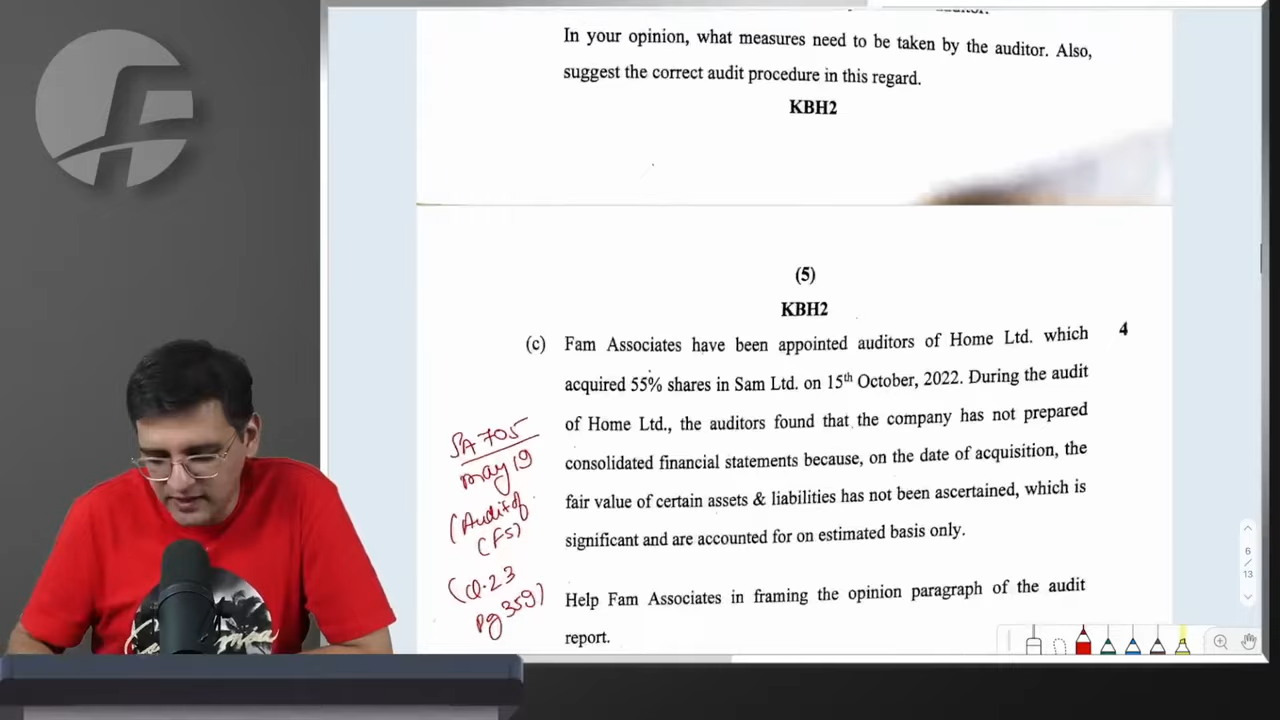 In your opinion, what measures need to be taken by the auditor. Also,
suggest the correct audit procedure in this regard.
KBH2
(5)
KBH2
(c) Fam Associates have been appointed auditors of Home Ltd. which 4
acquired 55% shares in Sam Ltd. on 15th October, 2022. During the audit
of Home Ltd., the auditors found that the company has not prepared
consolidated financial statements because, on the date of acquisition, the
fair value of certain assets & liabilities has not been ascertained, which is
significant and are accounted for on estimated basis only.
Help Fam Associates in framing the opinion paragraph of the audit
report.
SA 705
may 19
(Audit of
CFS)
(Q.23
pg 359)
6
/
13